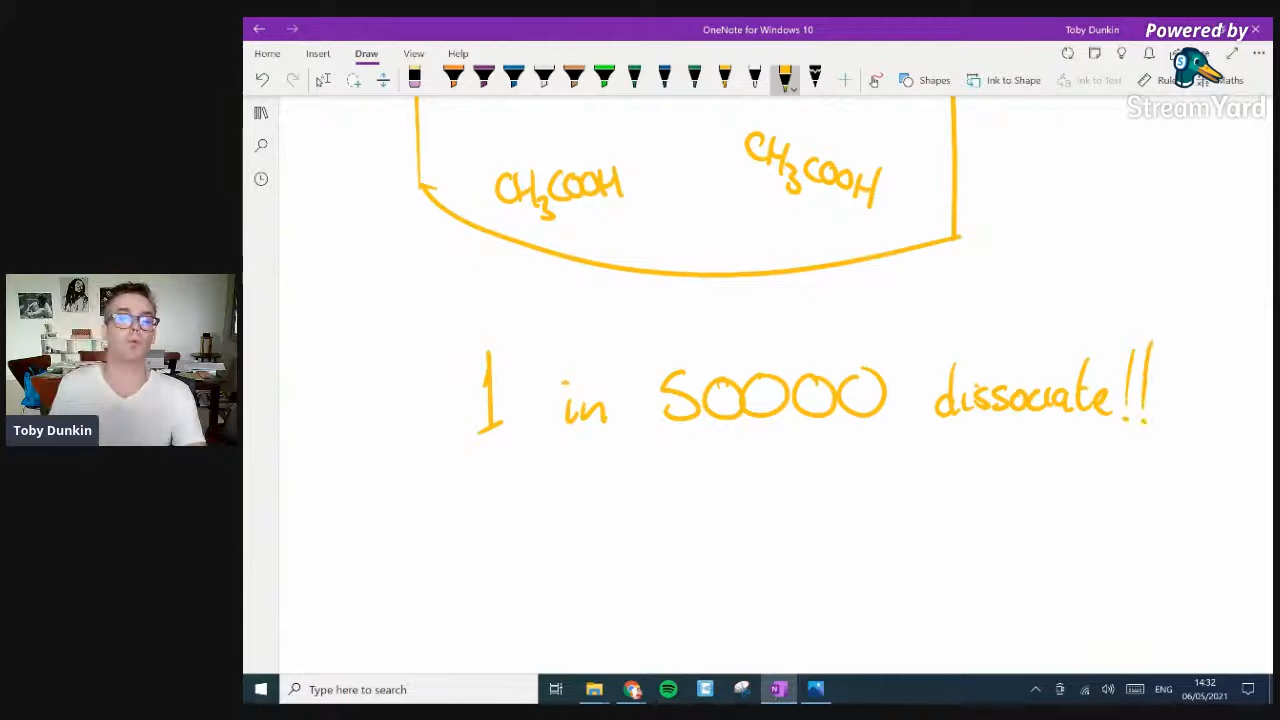 OneNote for Windows 10
Toby Dunkin
Powered by
Home Insert Draw View Help
Shapes
Ink to Shape
Ink to Text
Maths
StreamYard
CH3COOH
CH3COOH
1 in 50000 dissociate!!
Toby Dunkin
Type here to search
ENG
14:32
06/05/2021